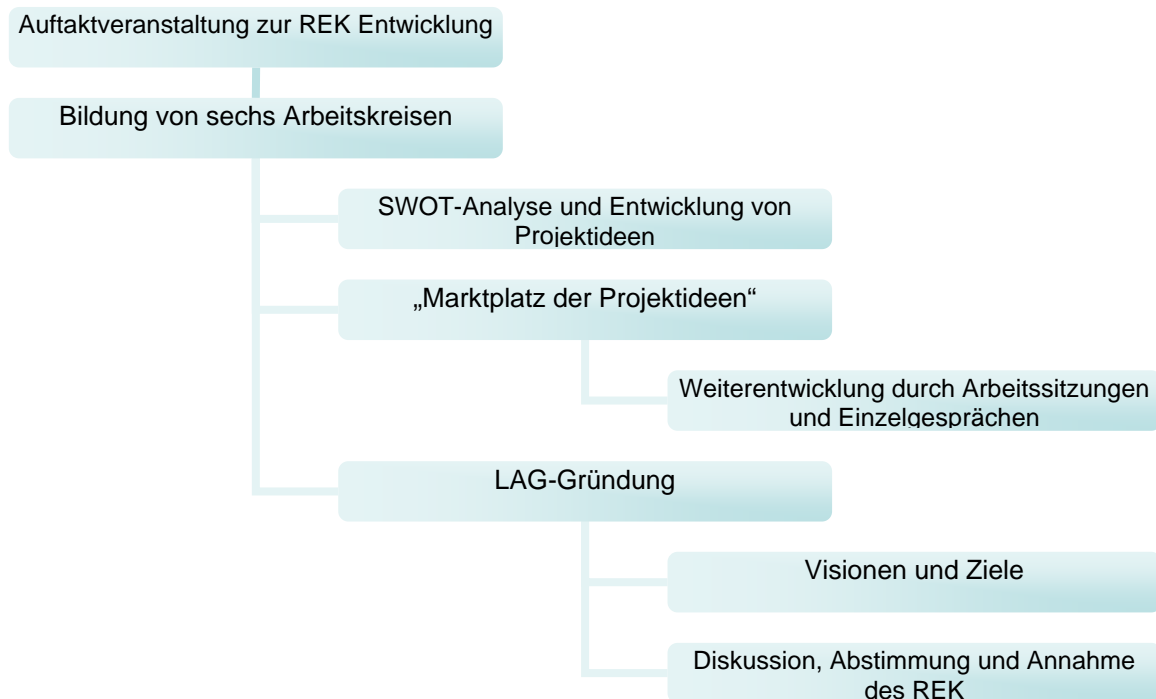 Auftaktveranstaltung zur REK Entwicklung
Bildung von sechs Arbeitskreisen
SWOT-Analyse und Entwicklung von
Projektideen
„Marktplatz der Projektideen“
Weiterentwicklung durch Arbeitssitzungen
und Einzelgesprächen
LAG-Gründung
Visionen und Ziele
Diskussion, Abstimmung und Annahme
des REK